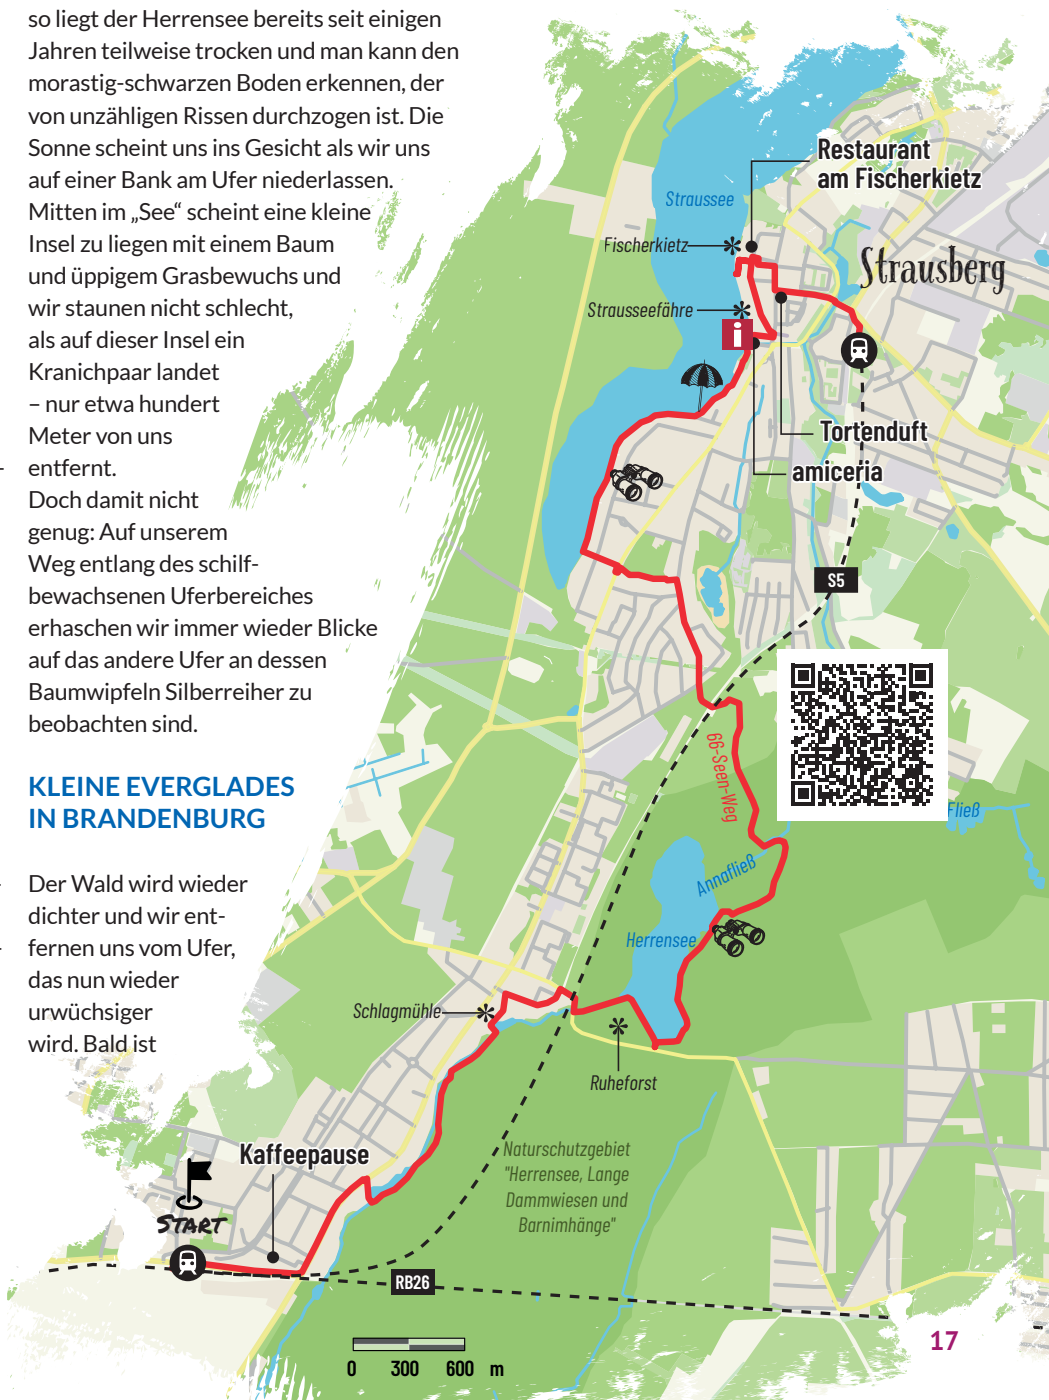 so liegt der Herrensee bereits seit einigen
Jahren teilweise trocken und man kann den
morastig-schwarzen Boden erkennen, der
von unzähligen Rissen durchzogen ist. Die
Sonne scheint uns ins Gesicht als wir uns
auf einer Bank am Ufer niederlassen.
Mitten im „See“ scheint eine kleine
Insel zu liegen mit einem Baum
und üppigem Grasbewuchs und
wir staunen nicht schlecht,
als auf dieser Insel ein
Kranichpaar landet
– nur etwa hundert
Meter von uns
entfernt.
Doch damit nicht
genug: Auf unserem
Weg entlang des schilf-
bewachsenen Uferbereiches
erhaschen wir immer wieder Blicke
auf das andere Ufer an dessen
Baumwipfeln Silberreiher zu
beobachten sind.
KLEINE EVERGLADES
IN BRANDENBURG
Der Wald wird wieder
dichter und wir ent-
fernen uns vom Ufer,
das nun wieder
urwüchsiger
wird. Bald ist
Restaurant
am Fischerkietz
Straussee
Fischerkietz
Strausberg
Strausseefähre
i
Tortenduft
amiceria
S5
66-Seen-Weg
Fließ
Annafließ
Herrensee
Schlagmühle
Ruheforst
Naturschutzgebiet
"Herrensee, Lange
Dammwiesen und
Barnimhänge"
Kaffeepause
START
RB26
0 300 600 m
17